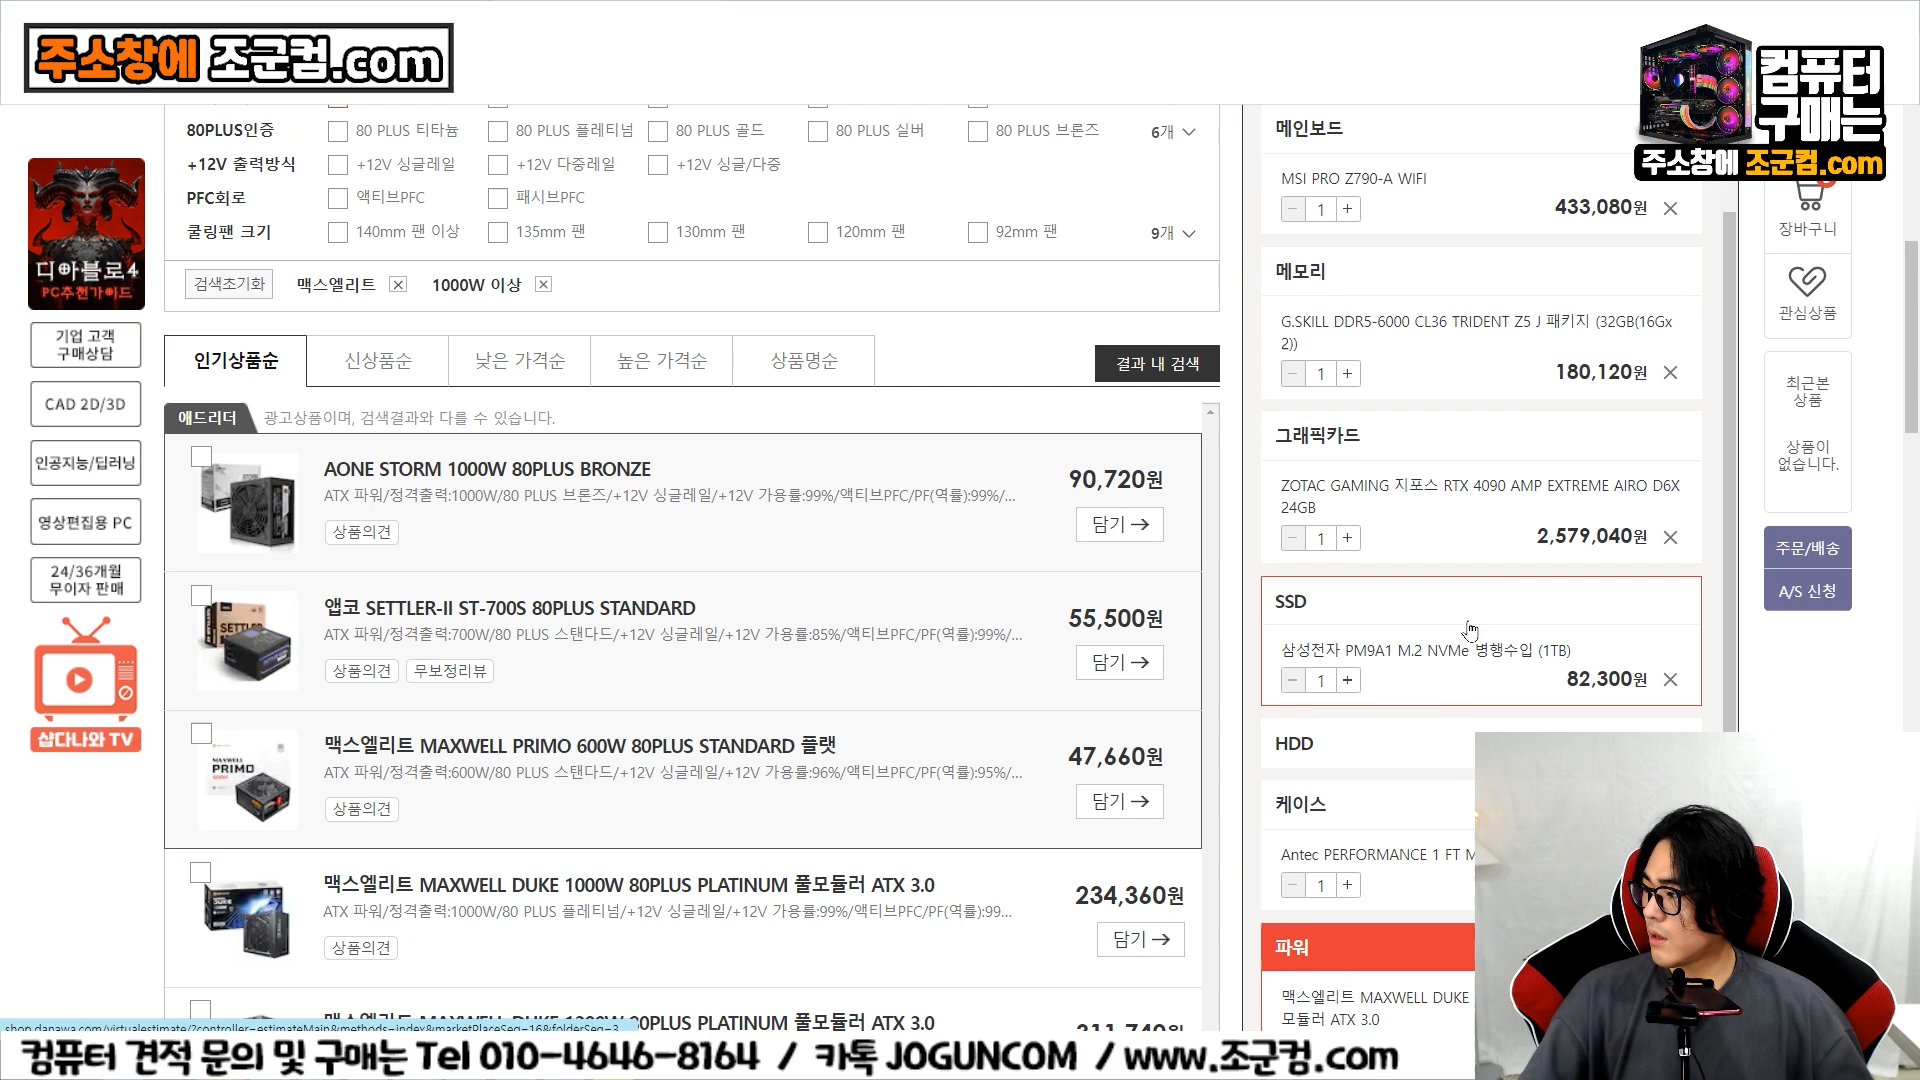 주소창에 조군컴.com
컴퓨터
구매는
주소창에 조군컴.com
디아블로4
PC추천가이드
기업 고객
구매상담
CAD 2D/3D
인공지능/딥러닝
영상편집용 PC
24/36개월
무이자 판매
샵다나와 TV
80PLUS인증
80 PLUS 티타늄
80 PLUS 플레티넘
80 PLUS 골드
80 PLUS 실버
80 PLUS 브론즈
6개
+12V 출력방식
+12V 싱글레일
+12V 다중레일
+12V 싱글/다중
PFC회로
액티브PFC
패시브PFC
쿨링팬 크기
140mm 팬 이상
135mm 팬
130mm 팬
120mm 팬
92mm 팬
9개
검색초기화
맥스엘리트
1000W 이상
인기상품순
신상품순
낮은 가격순
높은 가격순
상품명순
결과 내 검색
애드리더
광고상품이며, 검색결과와 다를 수 있습니다.
AONE STORM 1000W 80PLUS BRONZE
ATX 파워/정격출력:1000W/80 PLUS 브론즈/+12V 싱글레일/+12V 가용률:99%/액티브PFC/PF(역률):99%/...
상품의견
90,720원
담기
앱코 SETTLER-II ST-700S 80PLUS STANDARD
ATX 파워/정격출력:700W/80 PLUS 스탠다드/+12V 싱글레일/+12V 가용률:85%/액티브PFC/PF(역률):99%/...
상품의견
무보정리뷰
55,500원
담기
MAXWELL
PRIMO
맥스엘리트 MAXWELL PRIMO 600W 80PLUS STANDARD 플랫
ATX 파워/정격출력:600W/80 PLUS 스탠다드/+12V 싱글레일/+12V 가용률:96%/액티브PFC/PF(역률):95%/...
상품의견
47,660원
담기
맥스엘리트 MAXWELL DUKE 1000W 80PLUS PLATINUM 풀모듈러 ATX 3.0
ATX 파워/정격출력:1000W/80 PLUS 플레티넘/+12V 싱글레일/+12V 가용률:99%/액티브PFC/PF(역률):99...
상품의견
234,360원
담기
80PLUS PLATINUM 풀모듈러 ATX 3.0
메인보드
MSI PRO Z790-A WIFI
1
433,080원
메모리
G.SKILL DDR5-6000 CL36 TRIDENT Z5 J 패키지 (32GB(16Gx
2))
1
180,120원
그래픽카드
ZOTAC GAMING 지포스 RTX 4090 AMP EXTREME AIRO D6X
24GB
1
2,579,040원
SSD
삼성전자 PM9A1 M.2 NVMe 병행수입 (1TB)
1
82,300원
HDD
케이스
Antec PERFORMANCE 1 FT M
1
파워
맥스엘리트 MAXWELL DUKE
모듈러 ATX 3.0
장바구니
관심상품
최근본
상품
상품이
없습니다.
주문/배송
A/S 신청
shop.danawa.com/virtualestimate/?controller=estimateMain&methods=index&marketPlaceSeq=16&folderSeq=3
컴퓨터 견적 문의 및 구매는 Tel 010-4646-8164 / 카톡 JOGUNCOM / www.조군컴.com